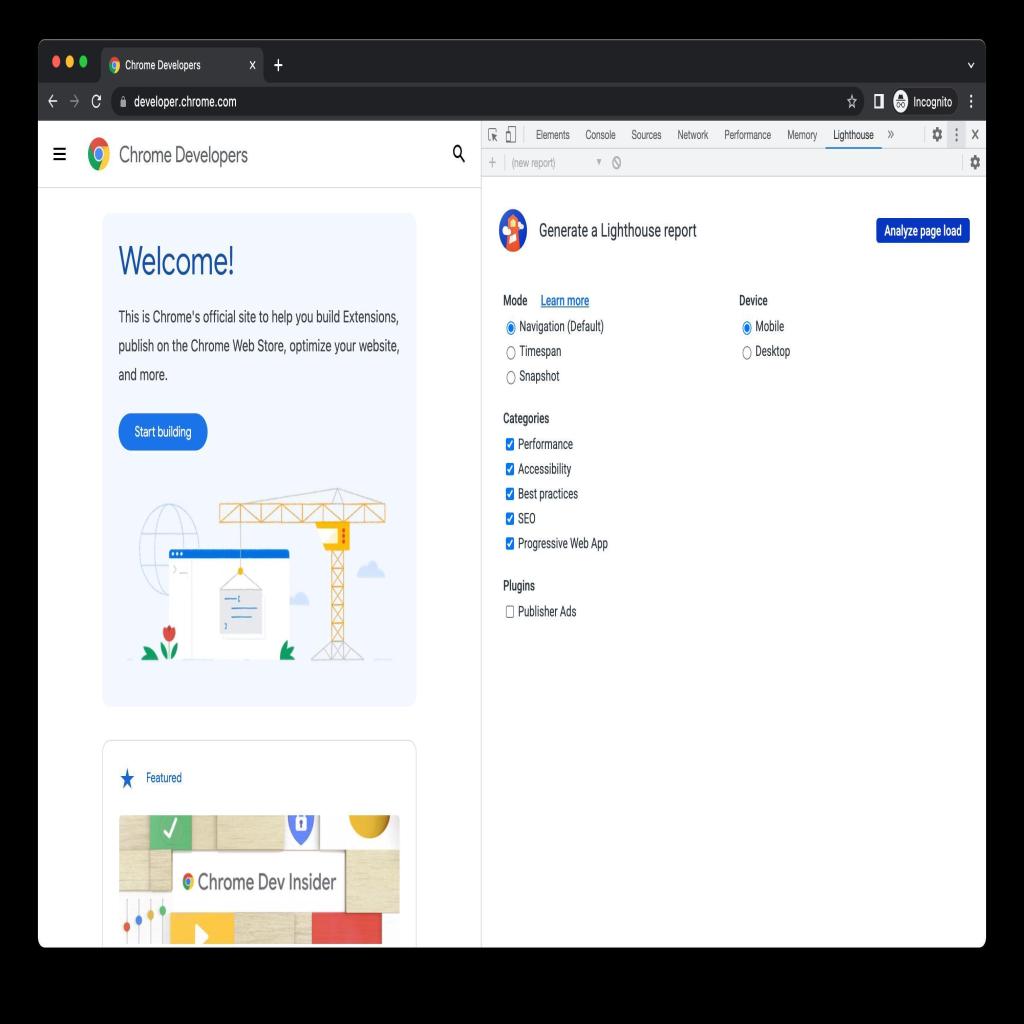 Chrome Developers
developer.chrome.com
Incognito
Chrome Developers
Welcome!
This is Chrome's official site to help you build Extensions,
publish on the Chrome Web Store, optimize your website,
and more.
Start building
Featured
Chrome Dev Insider
Elements Console Sources Network Performance Memory Lighthouse
(new report)
Generate a Lighthouse report
Analyze page load
Mode Learn more
Navigation (Default)
Timespan
Snapshot
Device
Mobile
Desktop
Categories
Performance
Accessibility
Best practices
SEO
Progressive Web App
Plugins
Publisher Ads